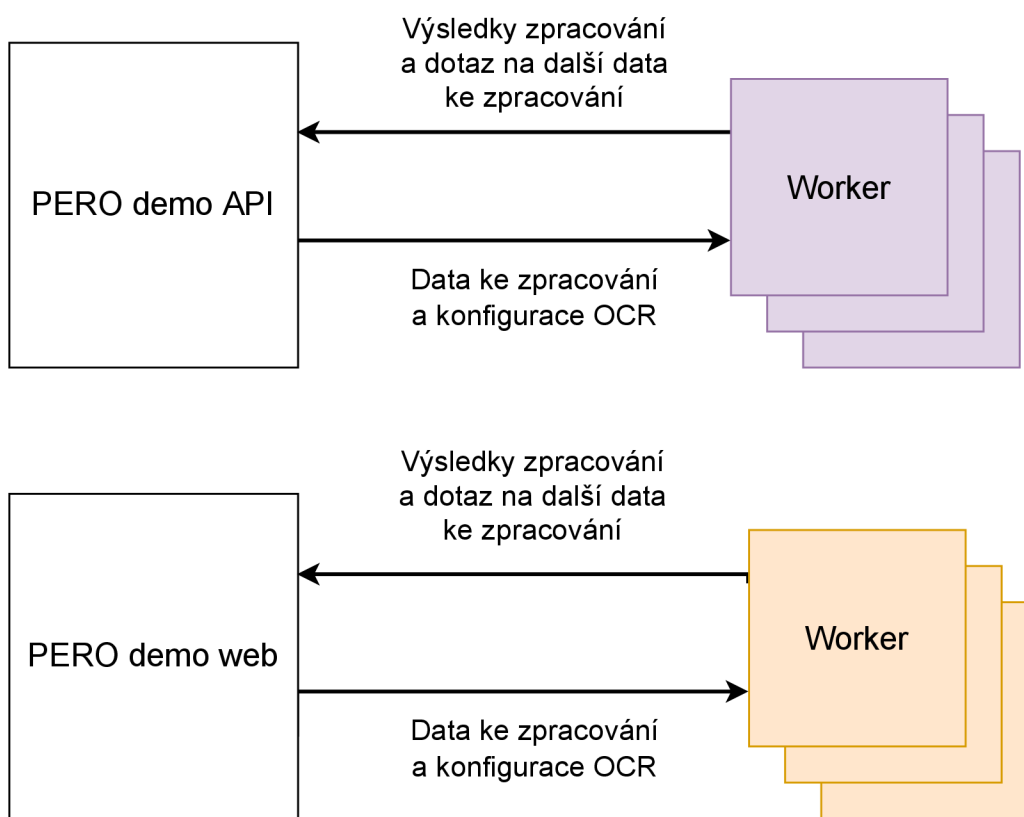 Výsledky zpracování
a dotaz na další data
ke zpracování
PERO demo API
Worker
Data ke zpracování
a konfigurace OCR
Výsledky zpracování
a dotaz na další data
ke zpracování
PERO demo web
Worker
Data ke zpracování
a konfigurace OCR